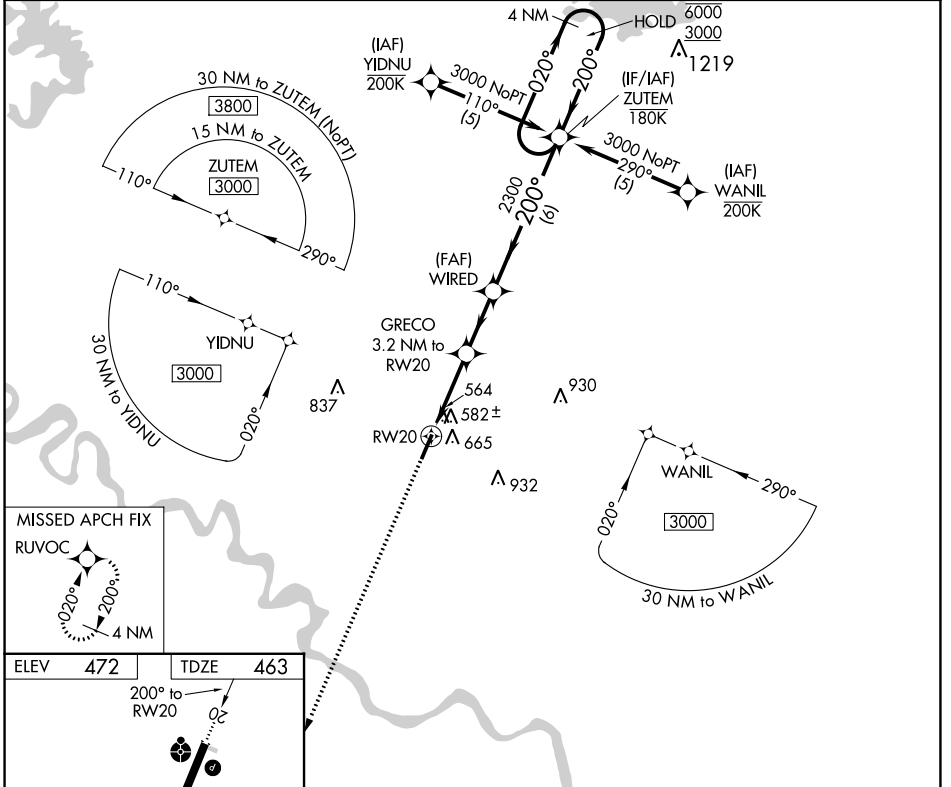 4 NM
HOLD
6000
3000
1219
(IAF)
YIDNU
200K
3000 NoPT
110°
(5)
020°
200°
(IF/IAF)
ZUTEM
180K
3000 NoPT
290°
(5)
(IAF)
WANIL
200K
30 NM to ZUTEM (NoPT)
3800
15 NM to ZUTEM
ZUTEM
3000
110°
290°
2300
200°
(6)
(FAF)
WIRED
GRECO
3.2 NM to
RW20
110°
YIDNU
3000
30 NM to YIDNU
020°
837
930
564
582 ±
RW20
665
932
WANIL
290°
020°
3000
30 NM to WANIL
MISSED APCH FIX
RUVOC
020°
200°
4 NM
ELEV 472
TDZE 463
200° to
RW20
20
P